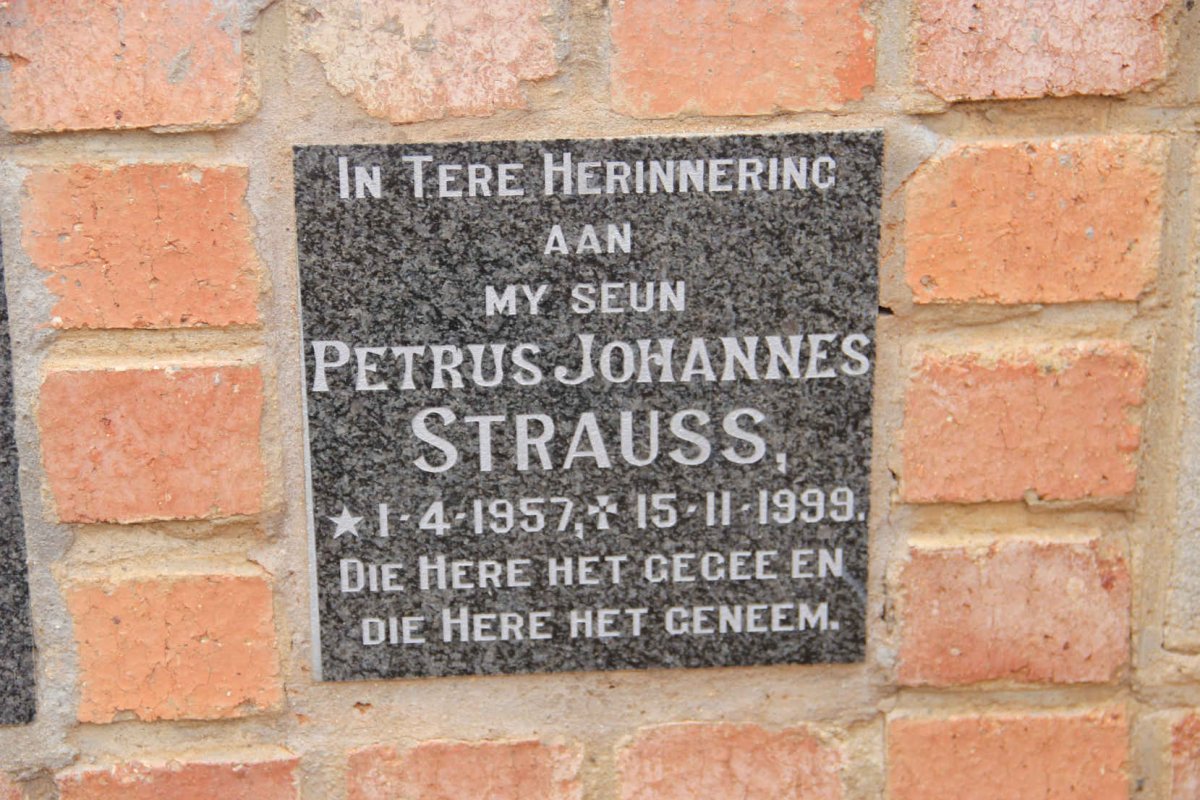 In Tere Herinnering
aan
my seun
Petrus Johannes
Strauss,
★ 1-4-1957, ✝ 15-11-1999.
Die Here het gegee en
die Here het geneem.